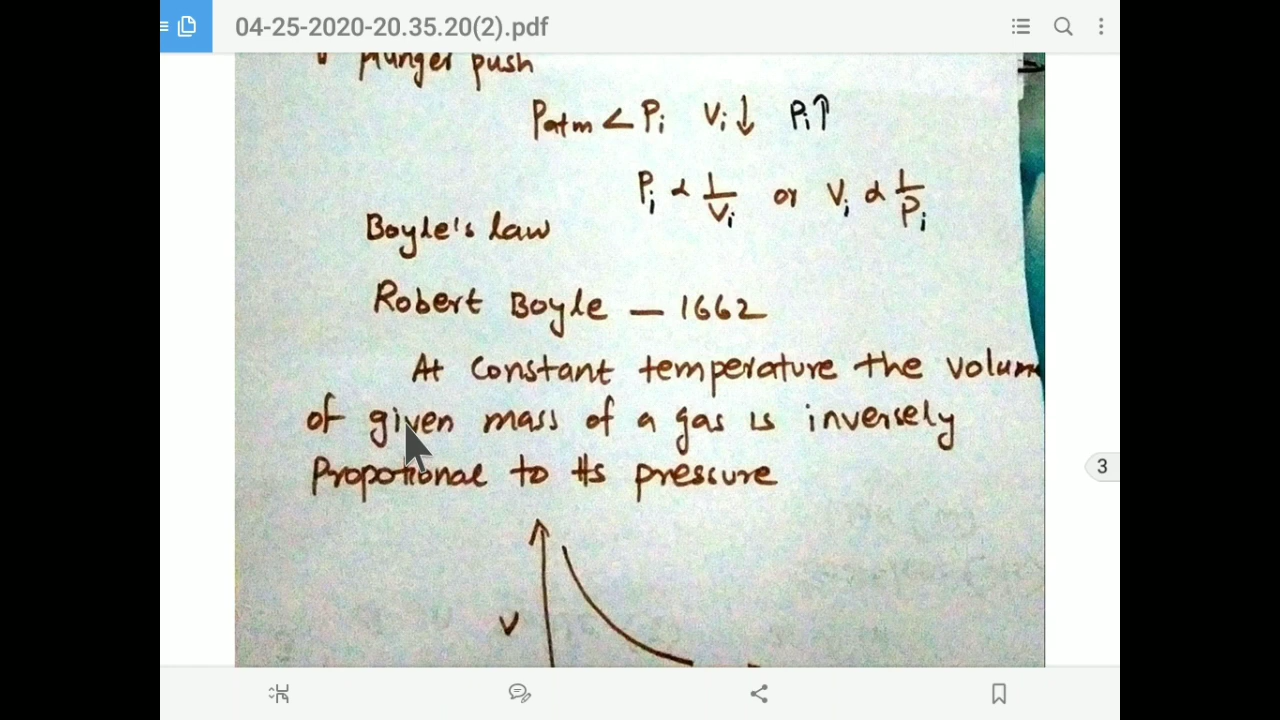 04-25-2020-20.35.20(2).pdf
plunger push
Patm < Pi Vi↓ Pi↑
Pi ∝ 1/Vi or Vi ∝ 1/Pi
Boyle's law
Robert Boyle — 1662
At constant temperature the volum
of given mass of a gas is inversely
propotional to its pressure
3
V